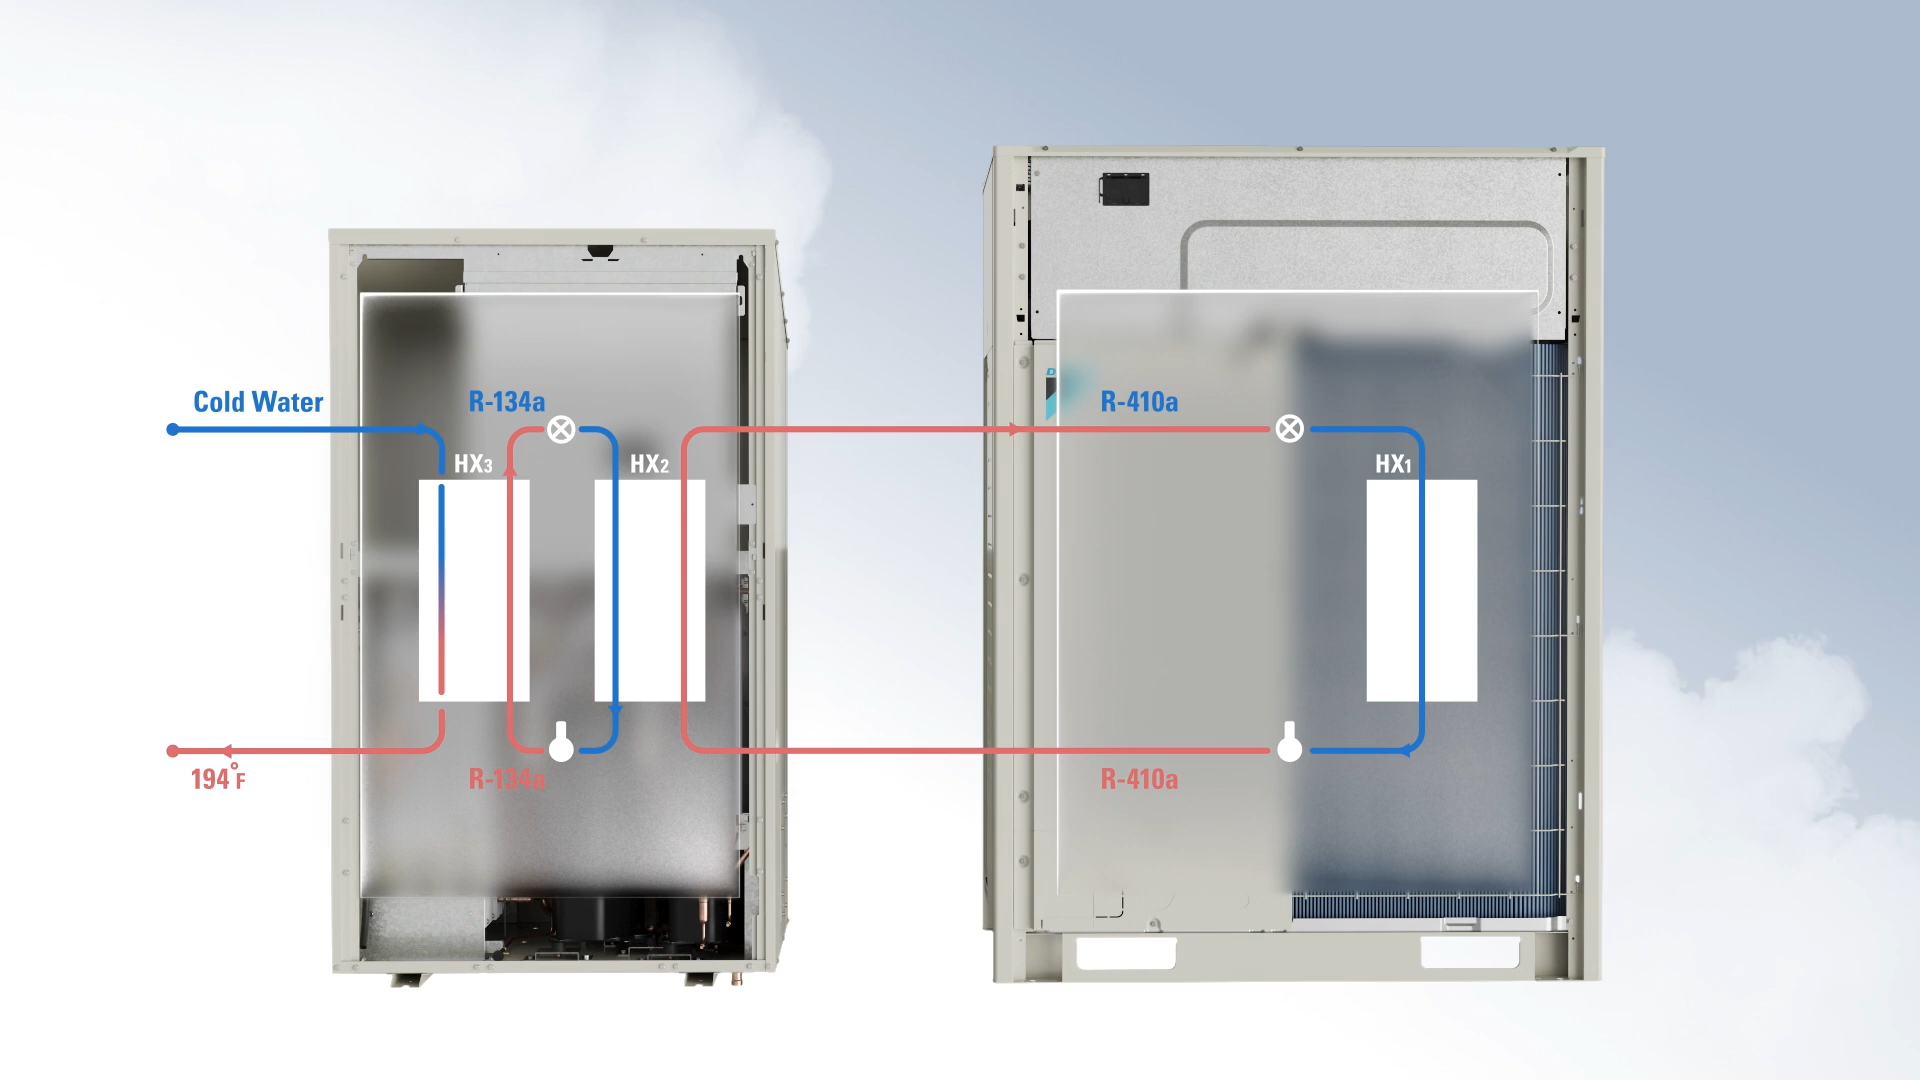 Cold Water
R-134a
R-410a
HX3
HX2
HX1
194°F
R-134a
R-410a